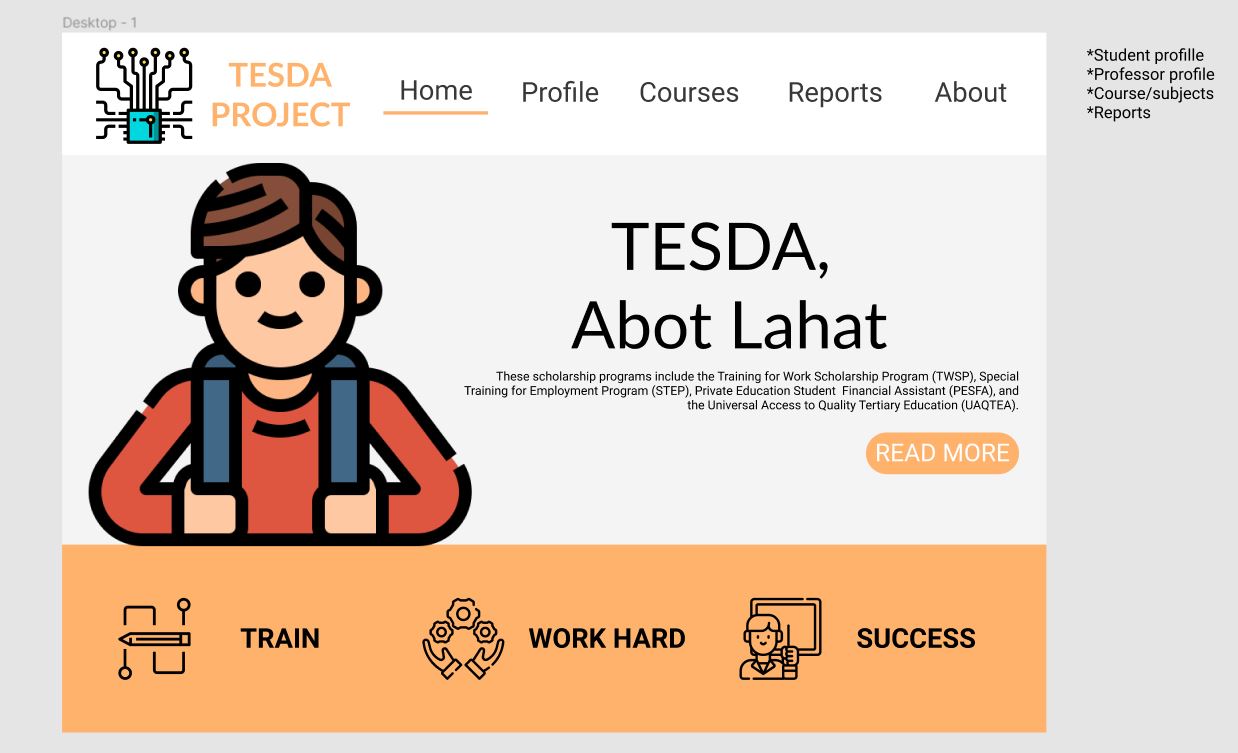 Desktop - 1
TESDA
PROJECT
Home
Profile
Courses
Reports
About
*Student profille
*Professor profile
*Course/subjects
*Reports
TESDA,
Abot Lahat
These scholarship programs include the Training for Work Scholarship Program (TWSP), Special
Training for Employment Program (STEP), Private Education Student  Financial Assistant (PESFA), and
the Universal Access to Quality Tertiary Education (UAQTEA).
READ MORE
TRAIN
WORK HARD
SUCCESS